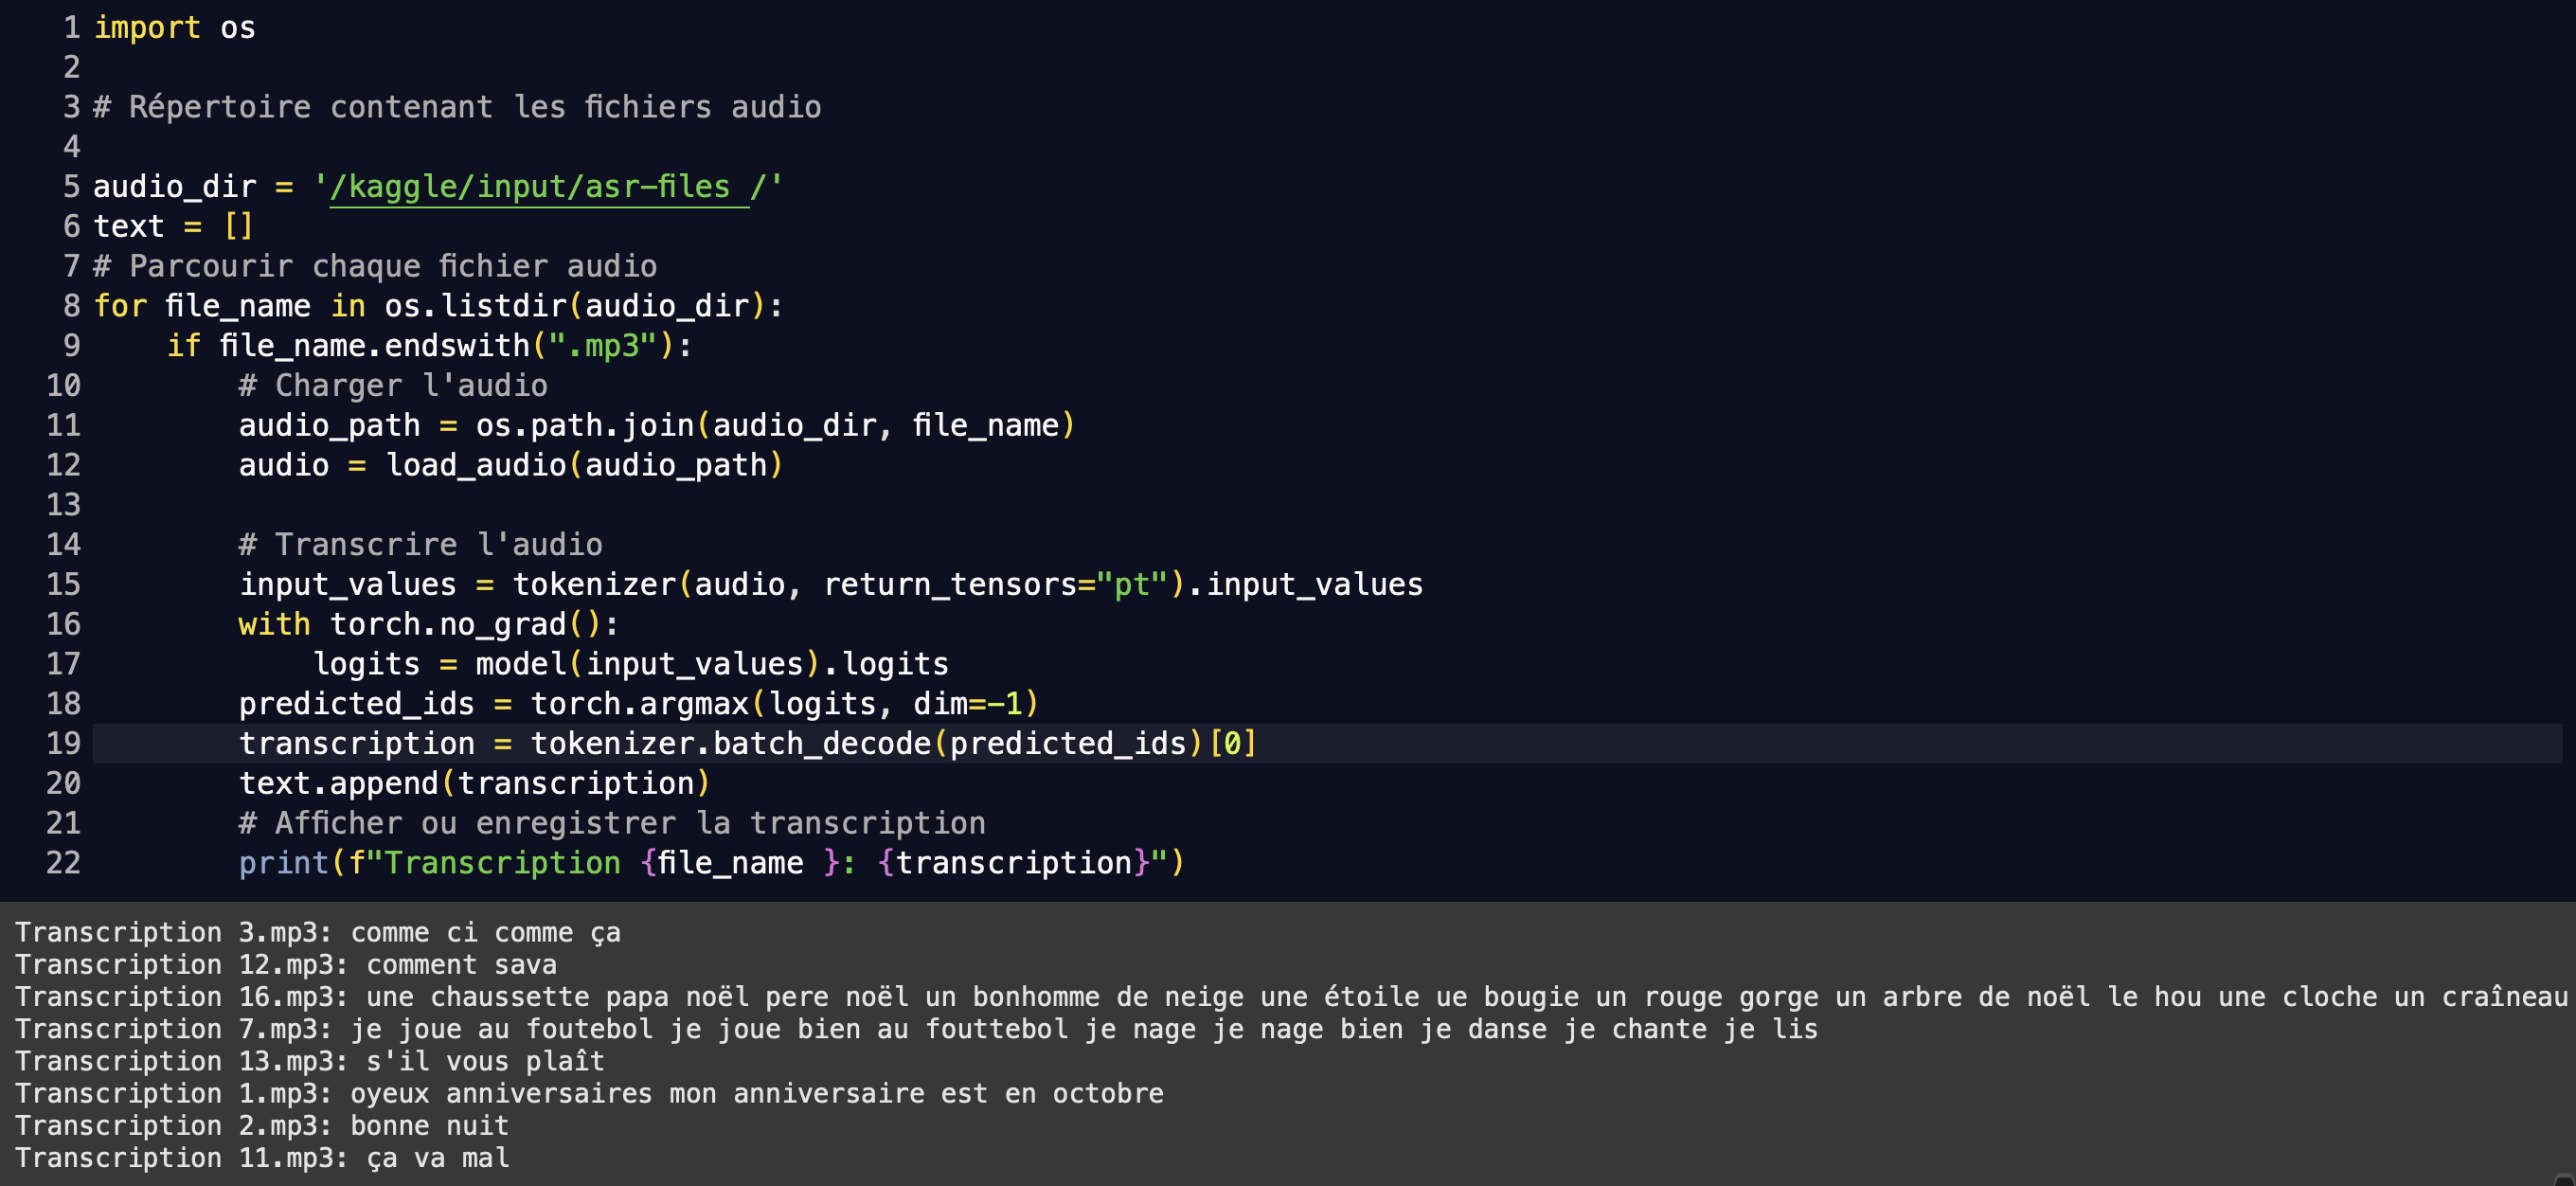 1 import os
2
3 # Répertoire contenant les fichiers audio
4
5 audio_dir = '/kaggle/input/asr-files /'
6 text = []
7 # Parcourir chaque fichier audio
8 for file_name in os.listdir(audio_dir):
9     if file_name.endswith(".mp3"):
10         # Charger l'audio
11         audio_path = os.path.join(audio_dir, file_name)
12         audio = load_audio(audio_path)
13
14         # Transcrire l'audio
15         input_values = tokenizer(audio, return_tensors="pt").input_values
16         with torch.no_grad():
17             logits = model(input_values).logits
18         predicted_ids = torch.argmax(logits, dim=-1)
19         transcription = tokenizer.batch_decode(predicted_ids)[0]
20         text.append(transcription)
21         # Afficher ou enregistrer la transcription
22         print(f"Transcription {file_name }: {transcription}")
Transcription 3.mp3: comme ci comme ça
Transcription 12.mp3: comment sava
Transcription 16.mp3: une chaussette papa noël pere noël un bonhomme de neige une étoile ue bougie un rouge gorge un arbre de noël le hou une cloche un craîneau
Transcription 7.mp3: je joue au foutebol je joue bien au fouttebol je nage je nage bien je danse je chante je lis
Transcription 13.mp3: s'il vous plaît
Transcription 1.mp3: oyeux anniversaires mon anniversaire est en octobre
Transcription 2.mp3: bonne nuit
Transcription 11.mp3: ça va mal